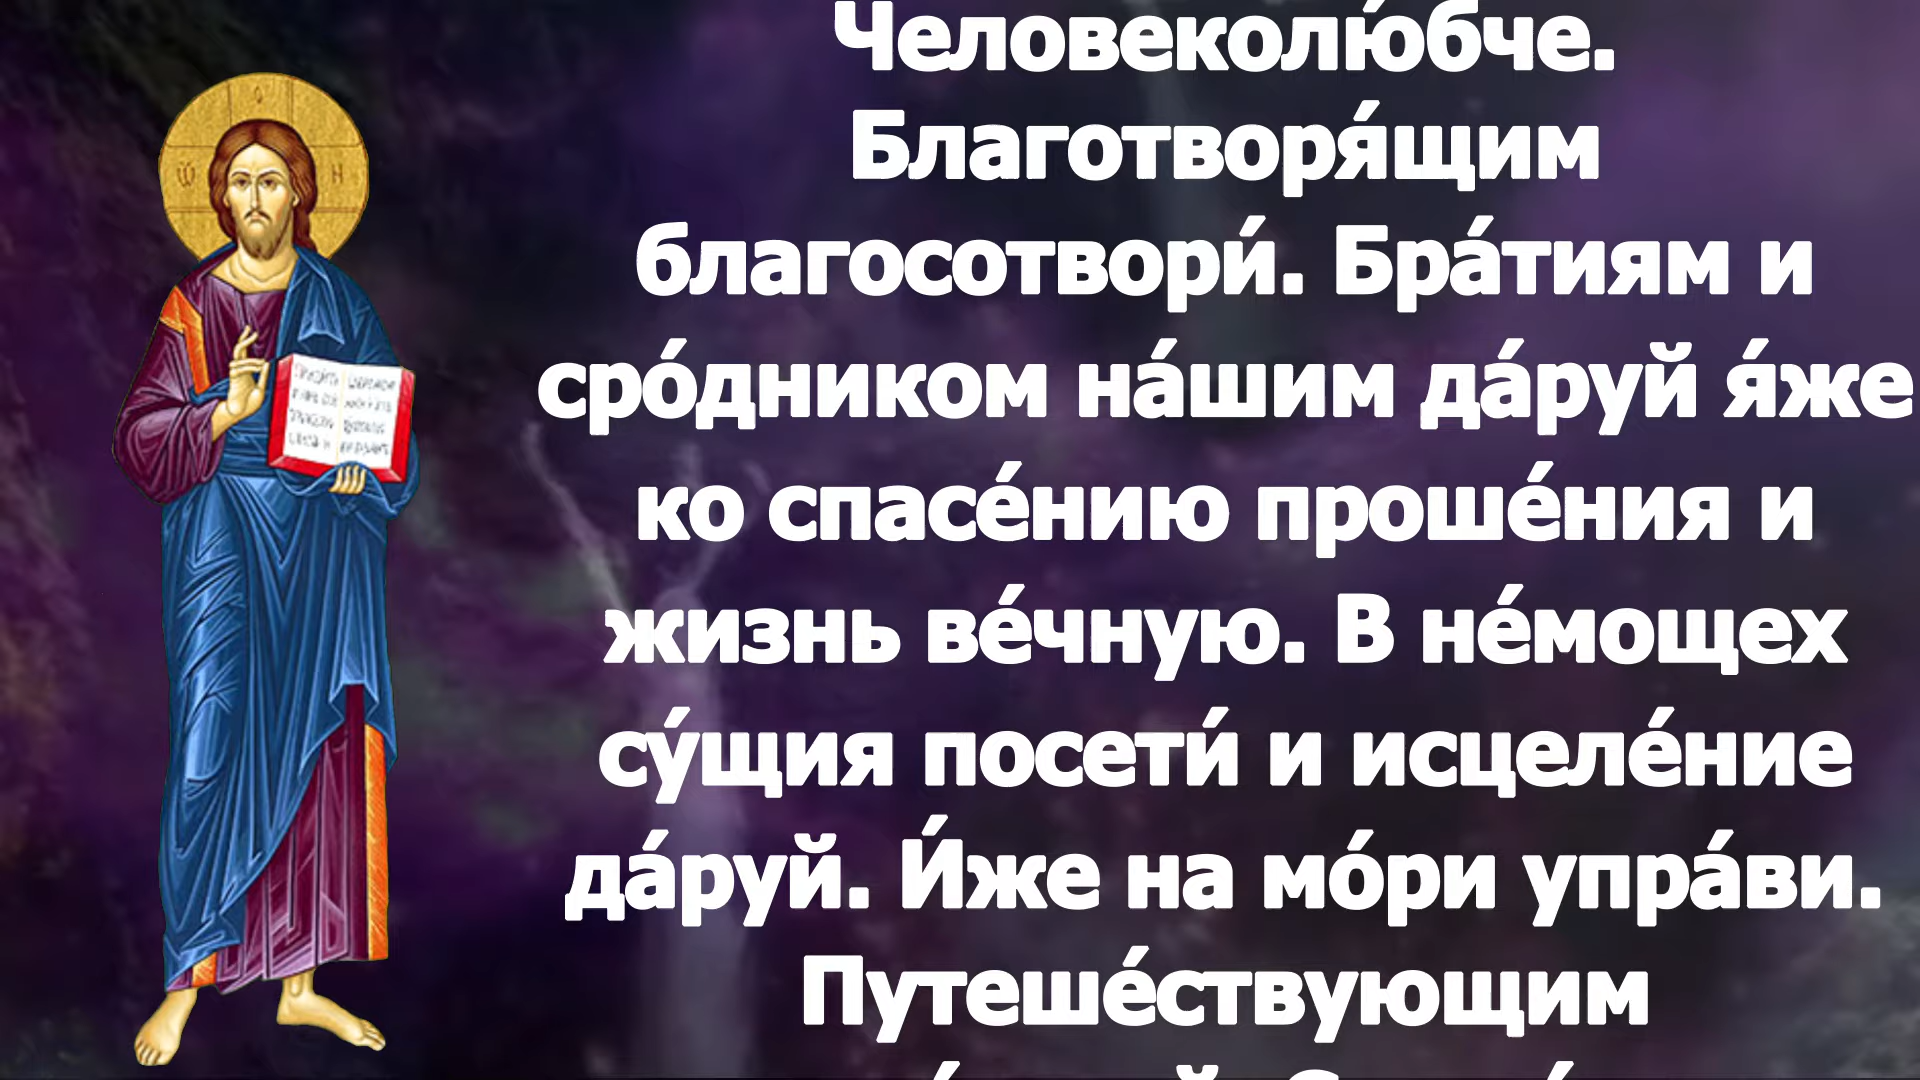 Человеколю́бче.
Благотворя́щим
благосотвори́. Бра́тиям и
сро́дником на́шим да́руй я́же
ко спасе́нию проше́ния и
жизнь ве́чную. В не́мощех
су́щия посети́ и исцеле́ние
да́руй. И́же на мо́ри упра́ви.
Путеше́ствующим